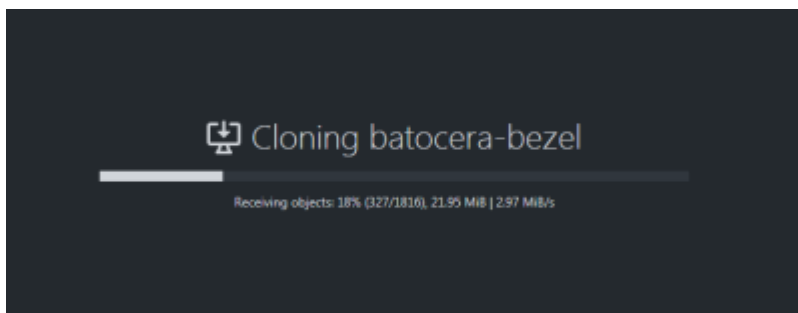 Cloning batocera-bezel
Receiving objects: 18% (327/1816), 21.95 MiB | 2.97 MiB/s